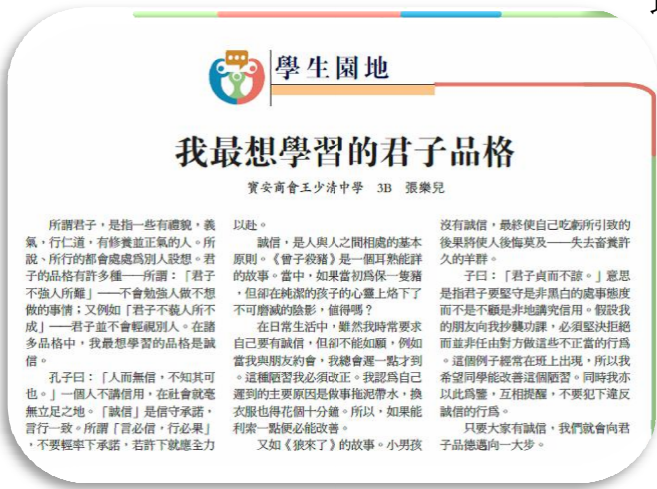 學生園地
我最想學習的君子品格
寶安商會王少清中學 3B 張樂兒
所謂君子，是指一些有禮貌，義
氣，行仁道，有修養並正氣的人。所
說、所行的都會處處為別人設想。君
子的品格有許多種──所謂：「君子
不強人所難」──不會勉強人做不想
做的事情；又例如「君子不藐人所不
成」──君子並不會輕視別人。在諸
多品格中，我最想學習的品格是誠
信。
孔子曰：「人而無信，不知其可
也。」一個人不講信用，在社會就毫
無立足之地。「誠信」是信守承諾，
言行一致。所謂「言必信，行必果」
，不要輕率下承諾，若許下就應全力
以赴。
誠信，是人與人之間相處的基本
原則。《曾子殺豬》是一個耳熟能詳
的故事。當中，如果當初為保一隻豬
，但卻在純潔的孩子的心靈上烙下了
不可磨滅的陰影，值得嗎？
在日常生活中，雖然我時常要求
自己要有誠信，但卻不能如願，例如
當我與朋友約會，我總會遲一點才到
。這種陋習我必須改正。我認為自己
遲到的主要原因是做事拖泥帶水，換
衣服也得花個十分鐘。所以，如果能
利索一點便必能改善。
又如《狼來了》的故事。小男孩
沒有誠信，最終使自己吃虧所引致的
後果將使人後悔莫及──失去畜養許
久的羊群。
子曰：「君子貞而不諒。」意思
是指君子要堅守是非黑白的處事態度
而不是不顧是非地講究信用。假設我
的朋友向我抄襲功課，必須堅決拒絕
而並非任由對方做這些不正當的行為
。這個例子經常在班上出現，所以我
希望同學能改善這個陋習。同時我亦
以此為鑒，互相提醒，不要犯下違反
誠信的行為。
只要大家有誠信，我們就會向君
子品德邁向一大步。